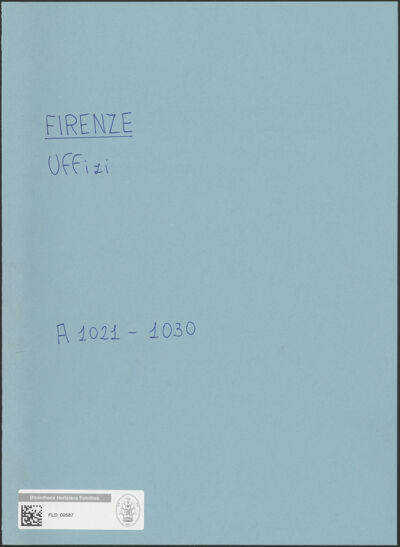 FIRENZE
Uffizi
A 1021 - 1030
Bibliotheca Hertziana Fotothek
FLD_00587